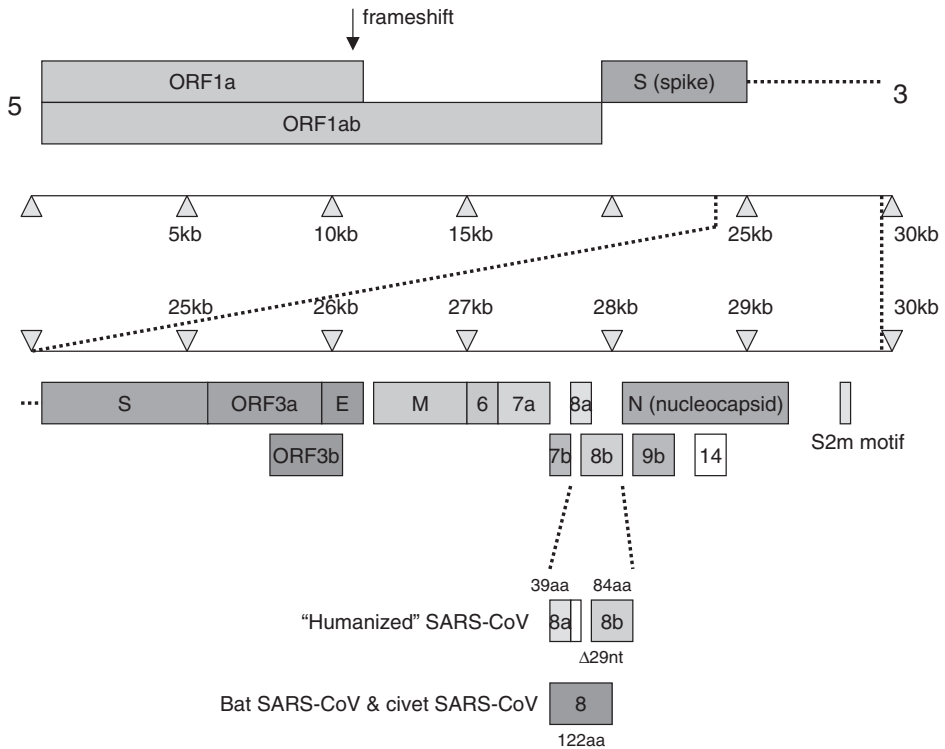 frameshift
ORF1a
S (spike)
5
3
ORF1ab
5kb
10kb
15kb
25kb
30kb
25kb
26kb
27kb
28kb
29kb
30kb
S
ORF3a
E
M
6
7a
8a
N (nucleocapsid)
S2m motif
ORF3b
7b
8b
9b
14
39aa
84aa
“Humanized” SARS-CoV
8a
8b
Δ29nt
Bat SARS-CoV & civet SARS-CoV
8
122aa